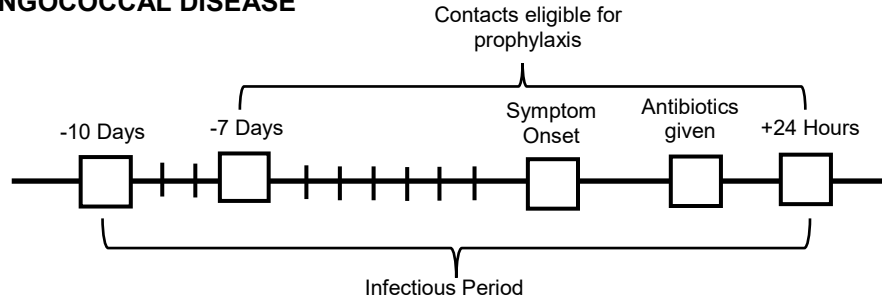 NGOCOCCAL DISEASE
Contacts eligible for
prophylaxis
-10 Days
-7 Days
Symptom
Onset
Antibiotics
given
+24 Hours
Infectious Period